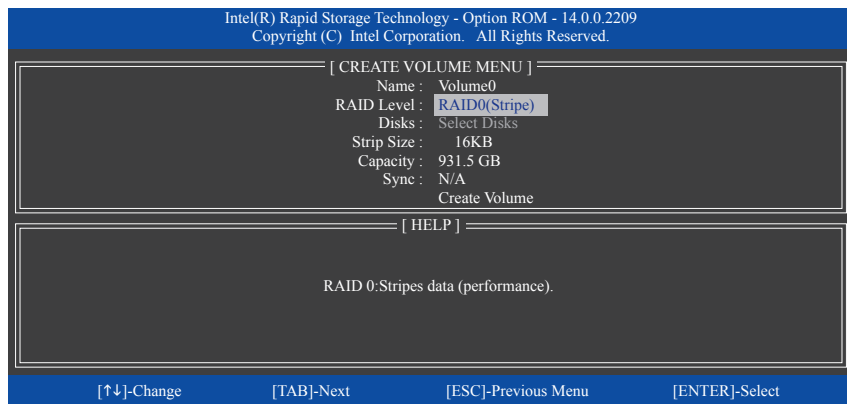 Intel(R) Rapid Storage Technology - Option ROM - 14.0.0.2209
Copyright (C) Intel Corporation. All Rights Reserved.
[ CREATE VOLUME MENU ]
Name : Volume0
RAID Level : RAID0(Stripe)
Disks : Select Disks
Strip Size : 16KB
Capacity : 931.5 GB
Sync : N/A
Create Volume
[ HELP ]
RAID 0:Stripes data (performance).
[↑↓]-Change [TAB]-Next [ESC]-Previous Menu [ENTER]-Select